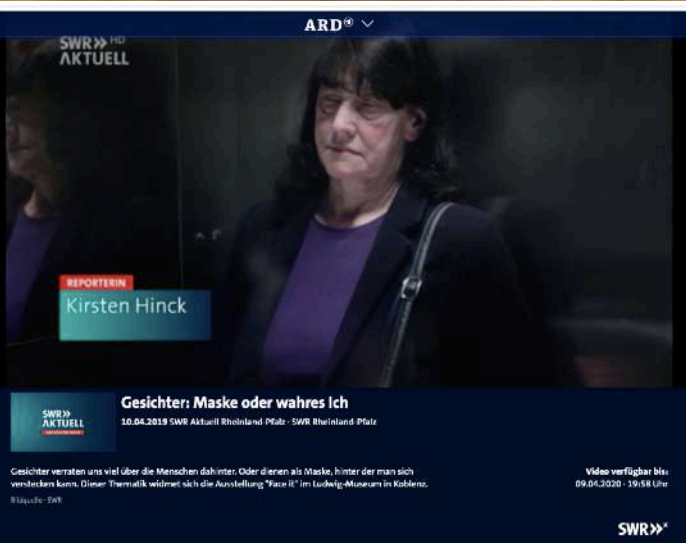 ARD
SWR» HD
AKTUELL
REPORTERIN
Kirsten Hinck
SWR»
AKTUELL
Gesichter: Maske oder wahres Ich
10.04.2019 SWR Aktuell Rheinland-Pfalz · SWR Rheinland-Pfalz
Gesichter verraten uns viel über die Menschen dahinter. Oder dienen als Maske, hinter der man sich
verstecken kann. Dieser Thematik widmet sich die Ausstellung "Face it" im Ludwig-Museum in Koblenz.
Bildquelle · SWR
Video verfügbar bis:
09.04.2020 · 19:58 Uhr
SWR»